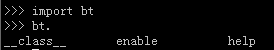 >>> import bt
>>> bt.
__class__ enable help